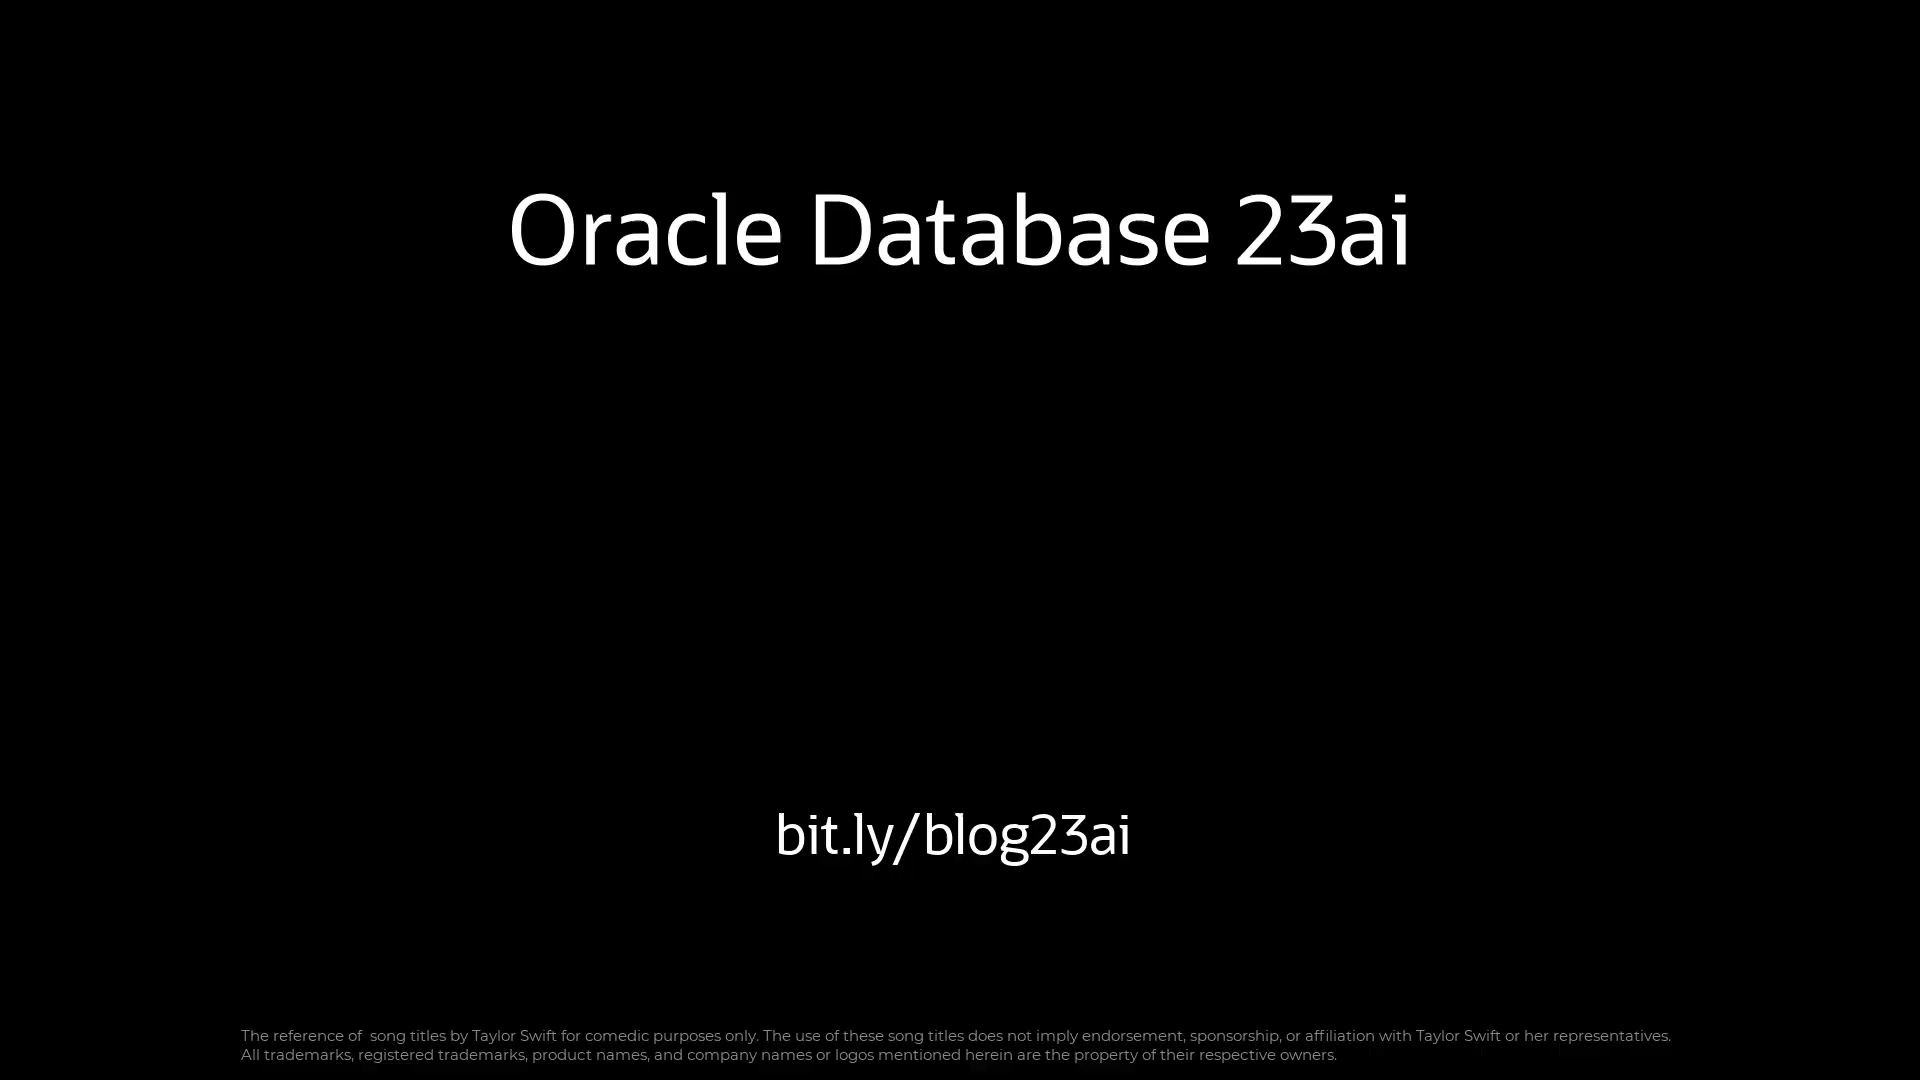 Oracle Database 23ai
bit.ly/blog23ai
The reference of  song titles by Taylor Swift for comedic purposes only. The use of these song titles does not imply endorsement, sponsorship, or affiliation with Taylor Swift or her representatives.
All trademarks, registered trademarks, product names, and company names or logos mentioned herein are the property of their respective owners.